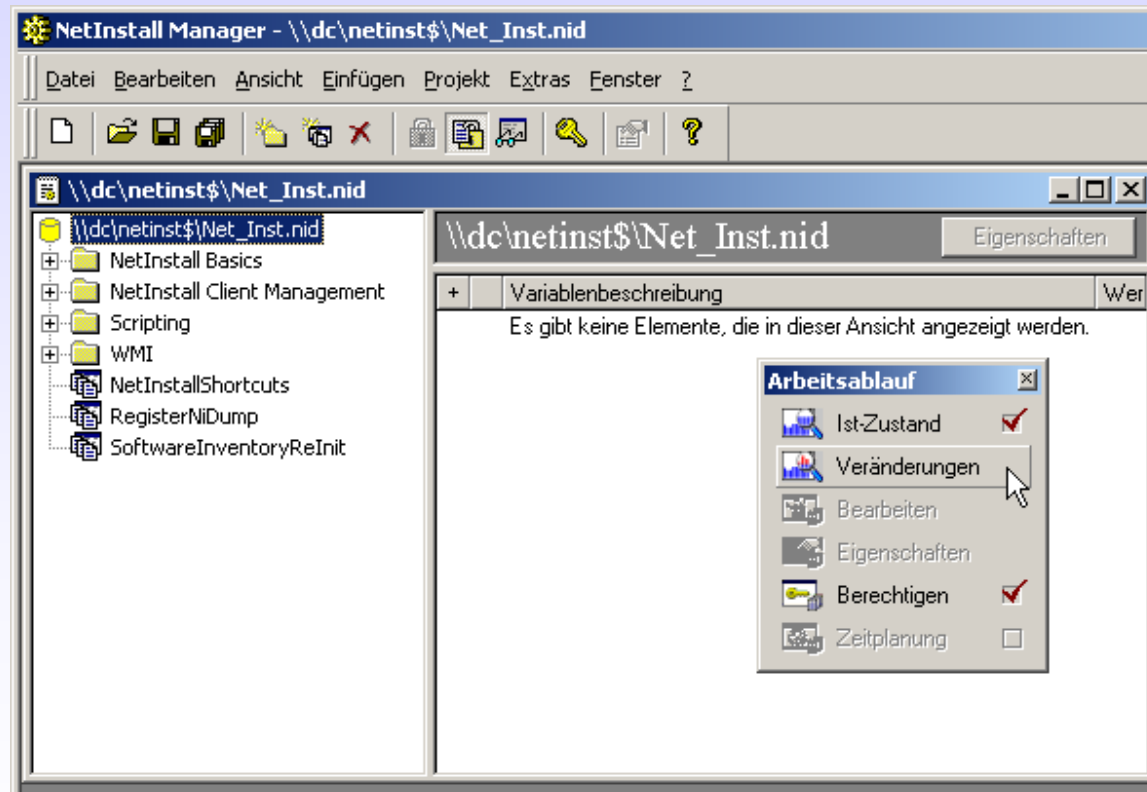 NetInstall Manager - \\dc\netinst$\Net_Inst.nid
Datei Bearbeiten Ansicht Einfügen Projekt Extras Fenster ?
\\dc\netinst$\Net_Inst.nid
\\dc\netinst$\Net_Inst.nid
NetInstall Basics
NetInstall Client Management
Scripting
WMI
NetInstallShortcuts
RegisterNiDump
SoftwareInventoryReInit
\\dc\netinst$\Net_Inst.nid Eigenschaften
+ Variablenbeschreibung Wer
Es gibt keine Elemente, die in dieser Ansicht angezeigt werden.
Arbeitsablauf
Ist-Zustand
Veränderungen
Bearbeiten
Eigenschaften
Berechtigen
Zeitplanung